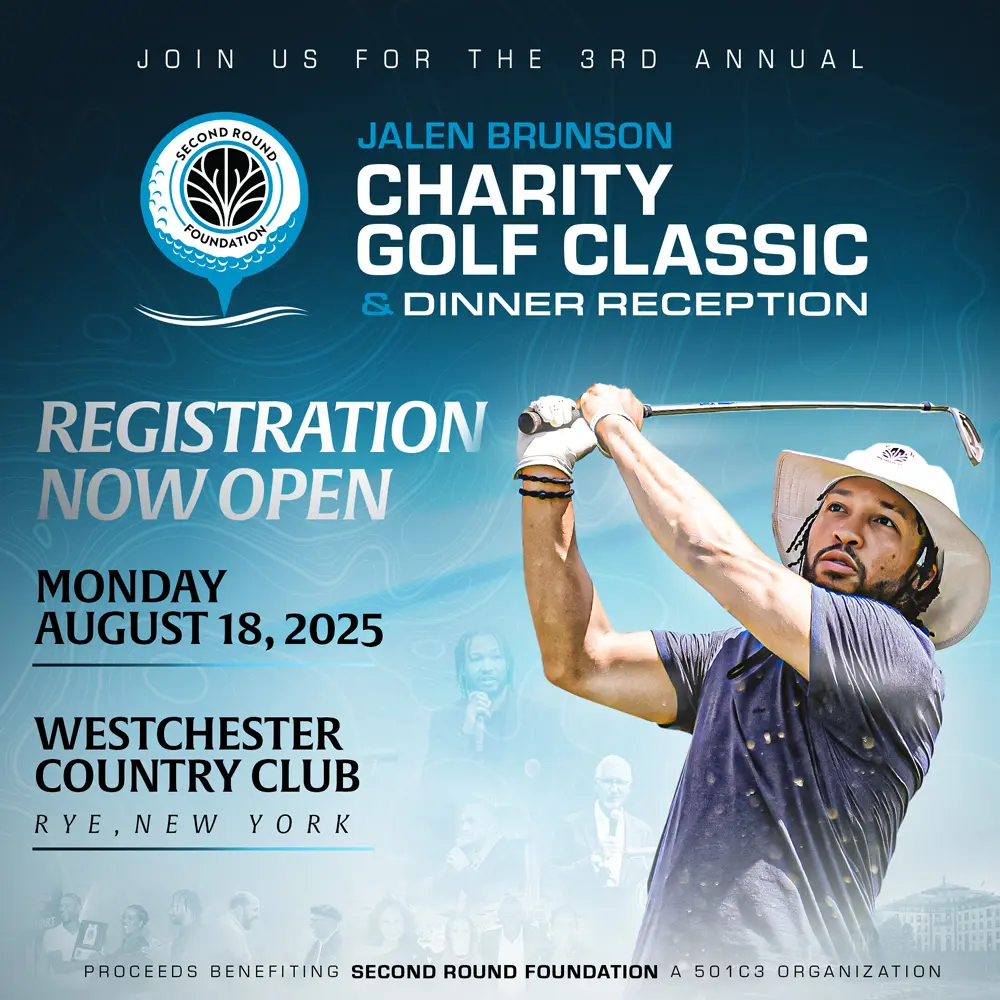 JOIN US FOR THE 3RD ANNUAL
SECOND ROUND
FOUNDATION
JALEN BRUNSON
CHARITY
GOLF CLASSIC
& DINNER RECEPTION
REGISTRATION
NOW OPEN
MONDAY
AUGUST 18, 2025
WESTCHESTER
COUNTRY CLUB
RYE, NEW YORK
PROCEEDS BENEFITING SECOND ROUND FOUNDATION A 501C3 ORGANIZATION